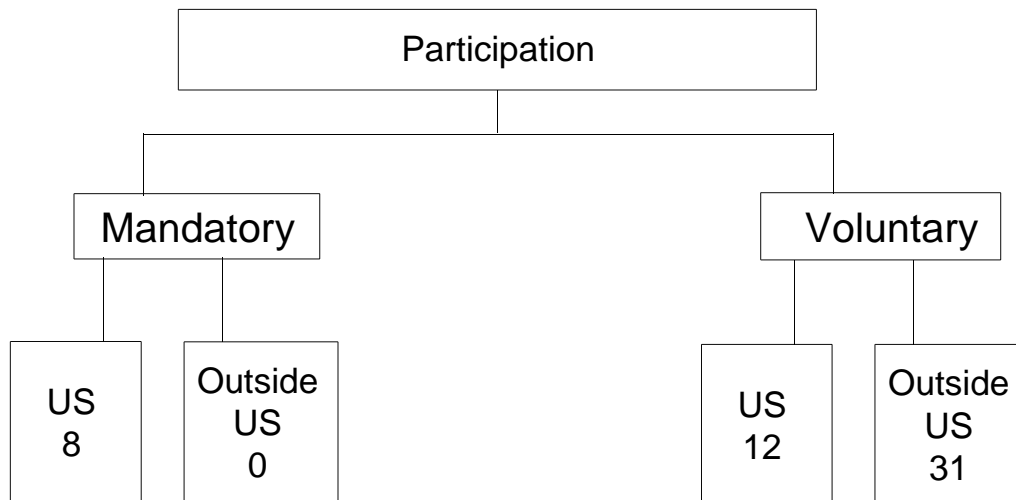 Participation
Mandatory
Voluntary
US
8
Outside
US
0
US
12
Outside
US
31